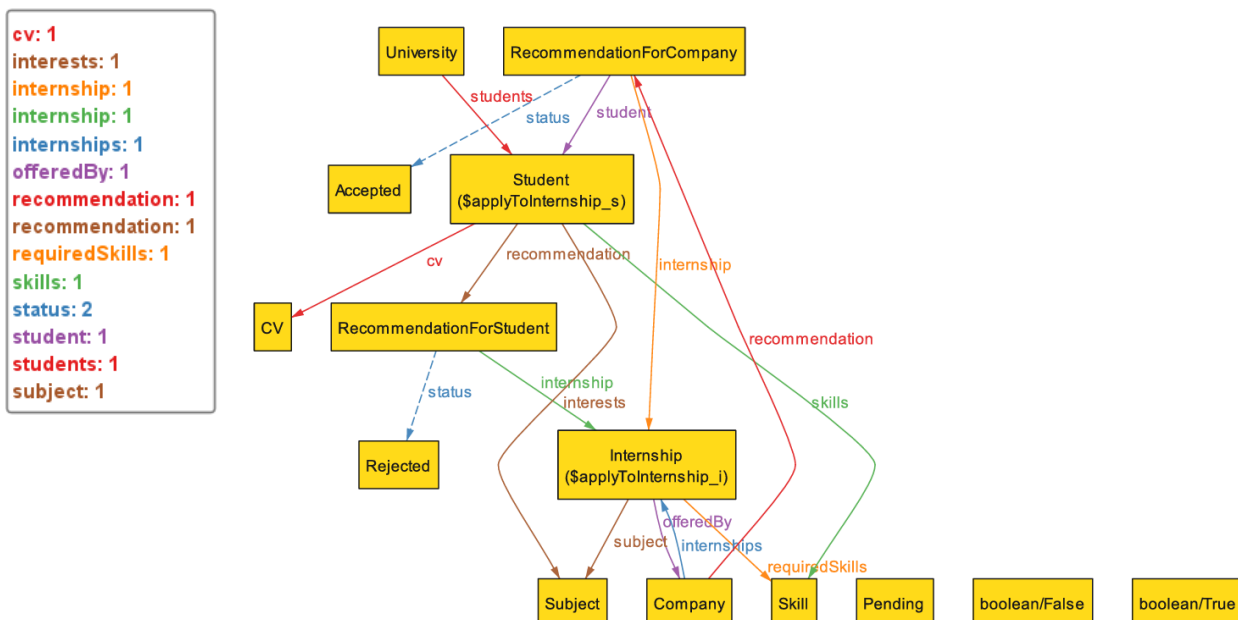 cv: 1
interests: 1
internship: 1
internship: 1
internships: 1
offeredBy: 1
recommendation: 1
recommendation: 1
requiredSkills: 1
skills: 1
status: 2
student: 1
students: 1
subject: 1
University
RecommendationForCompany
students
status
student
Accepted
Student
($applyToInternship_s)
cv
recommendation
internship
CV
RecommendationForStudent
recommendation
status
internship
interests
skills
Rejected
Internship
($applyToInternship_i)
offeredBy
subject
internships
requiredSkills
Subject
Company
Skill
Pending
boolean/False
boolean/True